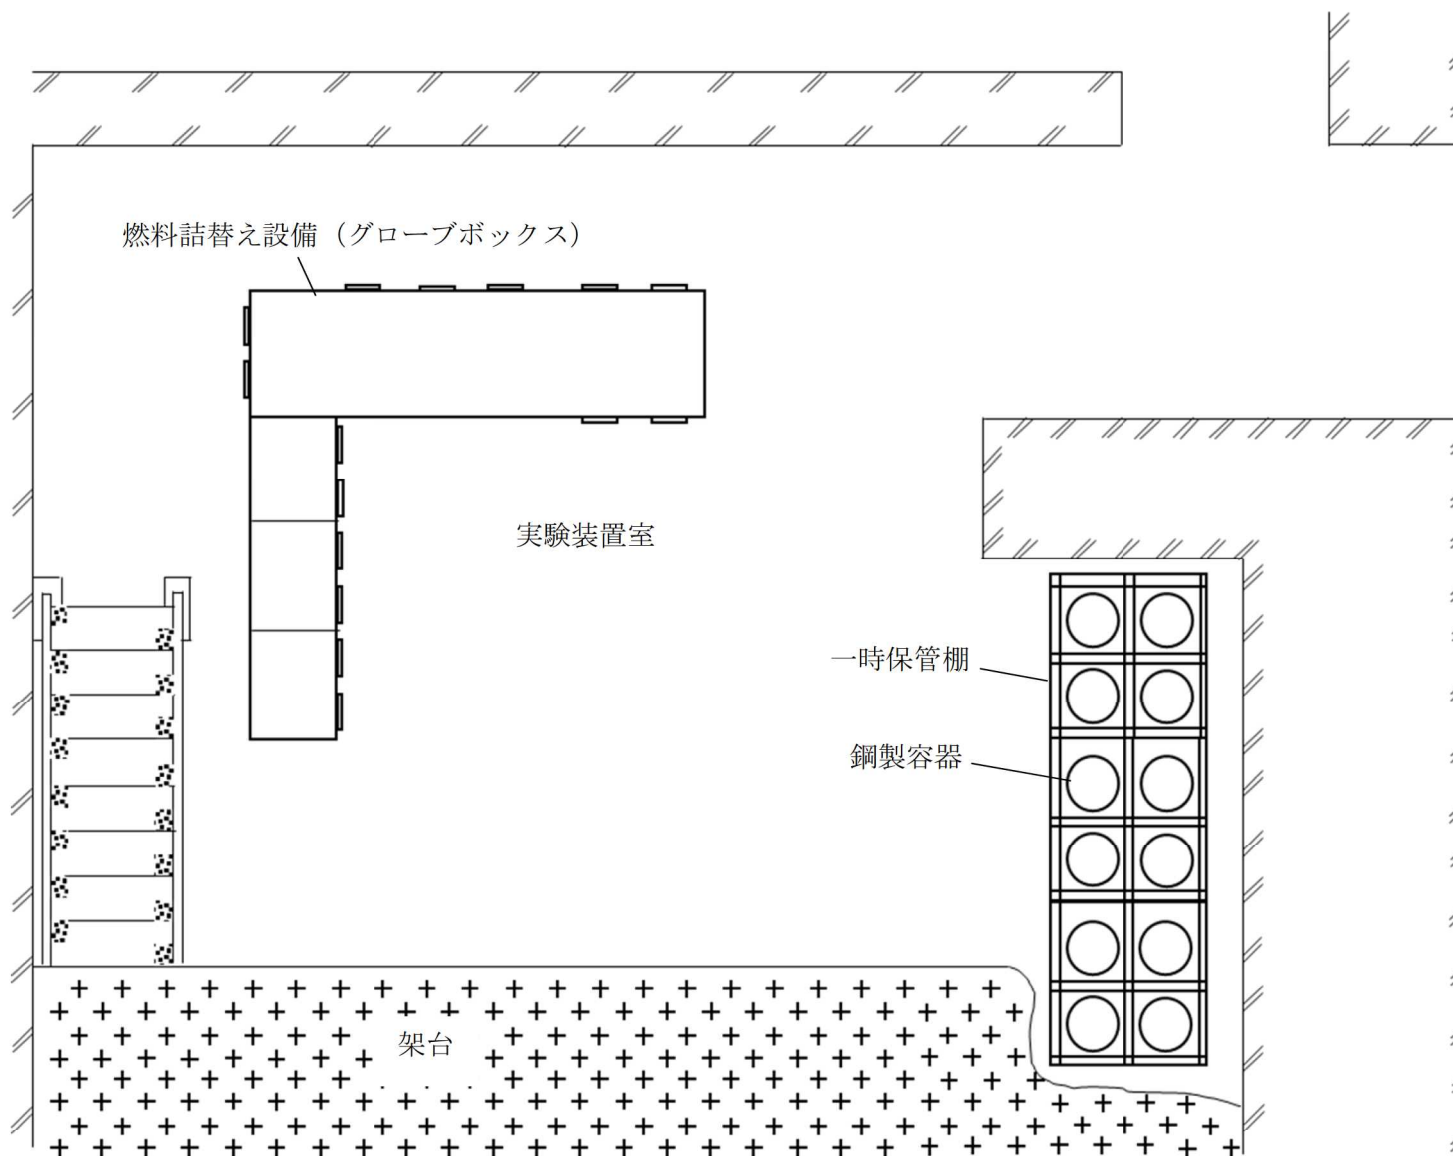 燃料詰替え設備（グローブボックス）
実験装置室
一時保管棚
鋼製容器
架台